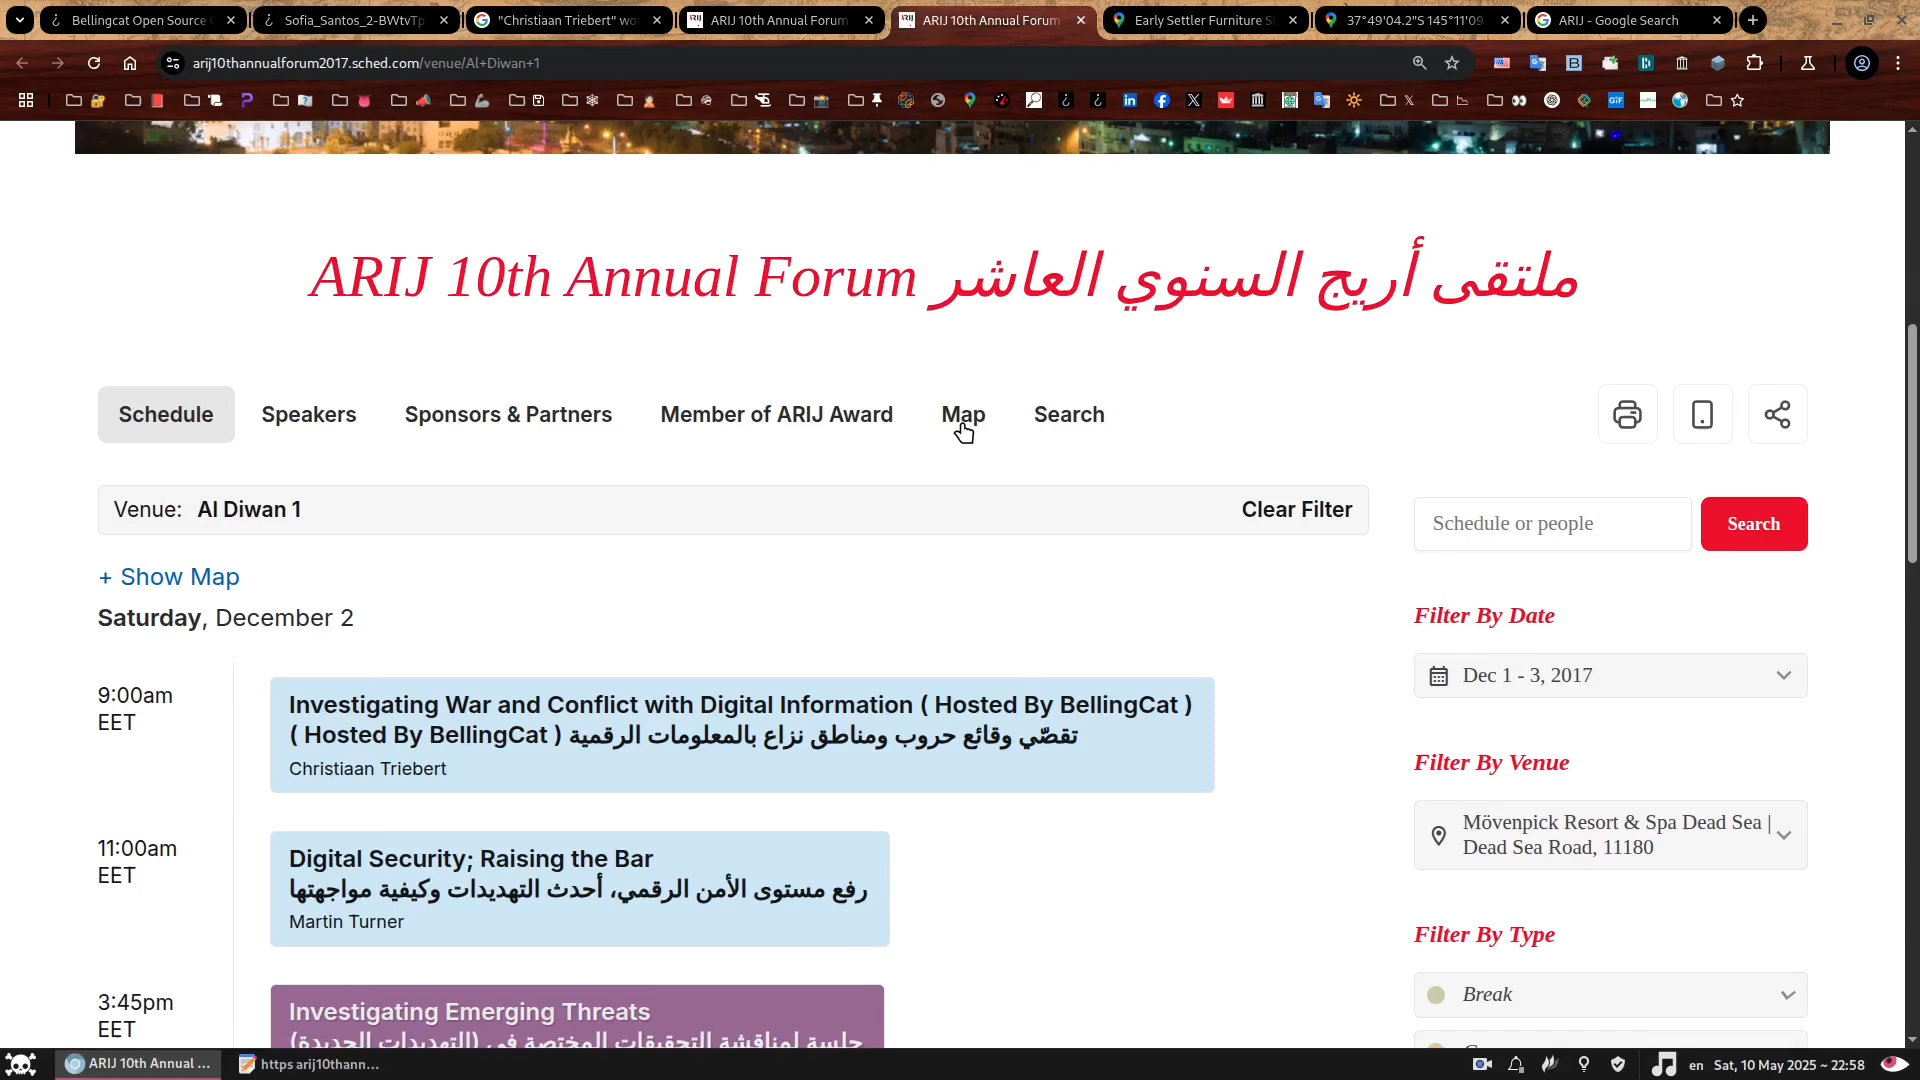 Bellingcat Open Source
Sofia_Santos_2-BWtvTp
"Christiaan Triebert" wo
ARIJ 10th Annual Forum
ARIJ 10th Annual Forum
Early Settler Furniture S
37°49'04.2"S 145°11'09
ARIJ - Google Search
arij10thannualforum2017.sched.com/venue/Al+Diwan+1
ARIJ 10th Annual Forum ملتقى أريج السنوي العاشر
Schedule
Speakers
Sponsors & Partners
Member of ARIJ Award
Map
Search
Venue: Al Diwan 1
Clear Filter
Schedule or people
Search
+ Show Map
Saturday, December 2
Filter By Date
Dec 1 - 3, 2017
9:00am
EET
Investigating War and Conflict with Digital Information ( Hosted By BellingCat )
( Hosted By BellingCat ) تقصّي وقائع حروب ومناطق نزاع بالمعلومات الرقمية
Christiaan Triebert
Filter By Venue
Mövenpick Resort & Spa Dead Sea |
Dead Sea Road, 11180
11:00am
EET
Digital Security; Raising the Bar
رفع مستوى الأمن الرقمي، أحدث التهديدات وكيفية مواجهتها
Martin Turner
Filter By Type
Break
3:45pm
EET
Investigating Emerging Threats
جلسة لمناقشة التحقيقات المختصة في (التهديدات الجديدة)
ARIJ 10th Annual ...
https arij10thann...
en
Sat, 10 May 2025 ~ 22:58